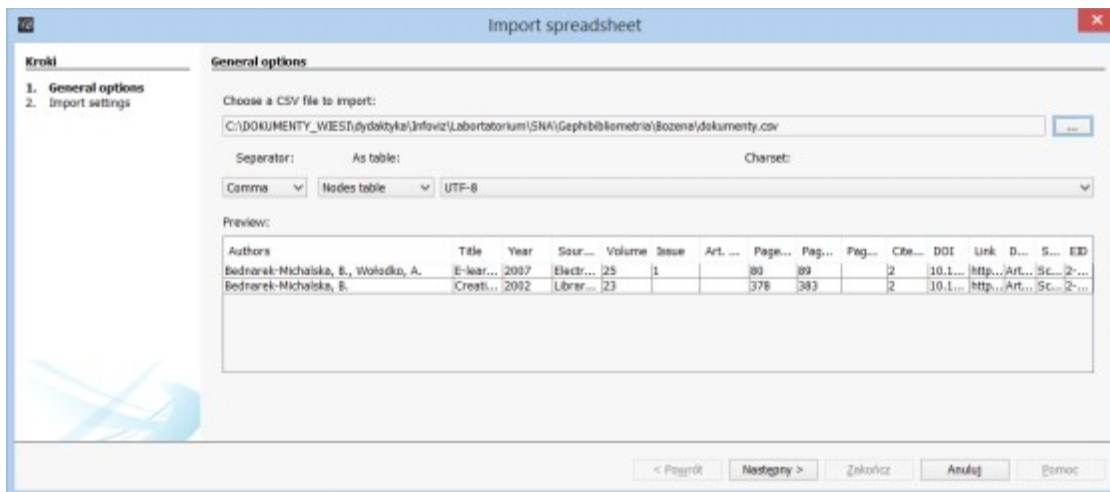 Import spreadsheet
Kroki
1. General options
2. Import settings
General options
Choose a CSV file to import:
C:\DOKUMENTY_WIESI\dydaktyka\Infoviz\Labortatorium\SNA\Gephibibliometria\Bozena\dokumenty.csv
...
Separator: As table: Charset:
Comma Nodes table UTF-8
Preview:
Authors Title Year Sour... Volume Issue Art. ... Page... Pag... Pag... Cite... DOI Link D... S... EID
Bednarek-Michalska, B., Wołodko, A. E-lear... 2007 Electr... 25 1 80 89 2 10.1... http... Art... Sc... 2-...
Bednarek-Michalska, B. Creati... 2002 Librar... 23 378 383 2 10.1... http... Art... Sc... 2-...
< Powrót Następny > Zakończ Anuluj Pomoc